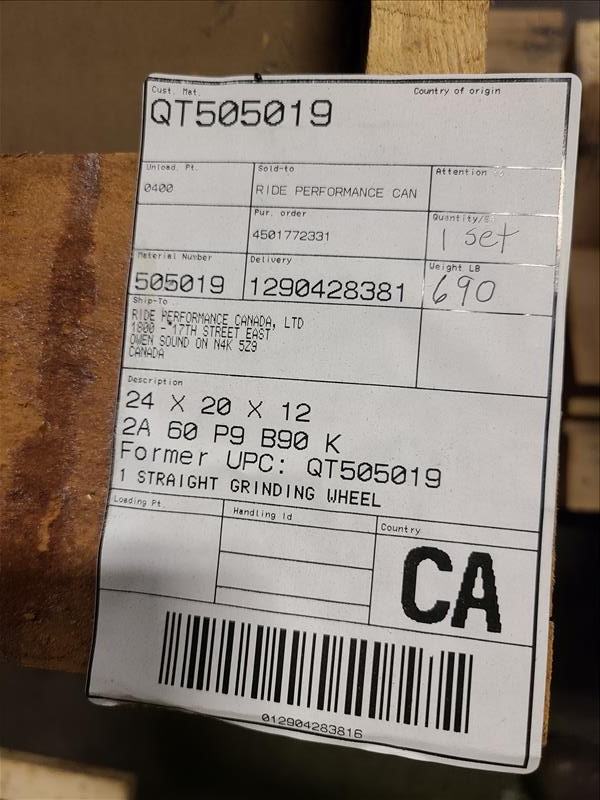 Cust. Mat.
Country of origin
QT505019
Unload. Pt.
Sold-to
Attention
0400
RIDE PERFORMANCE CAN
Pur. order
4501772331
1 set
Material Number
Delivery
Weight LB
505019
1290428381
690
Ship-To
RIDE PERFORMANCE CANADA, LTD
1800 - 17TH STREET EAST
OWEN SOUND ON N4K 5Z9
CANADA
Description
24 X 20 X 12
2A 60 P9 B90 K
Former UPC: QT505019
1 STRAIGHT GRINDING WHEEL
Loading Pt.
Handling Id
Country
CA
012904283816